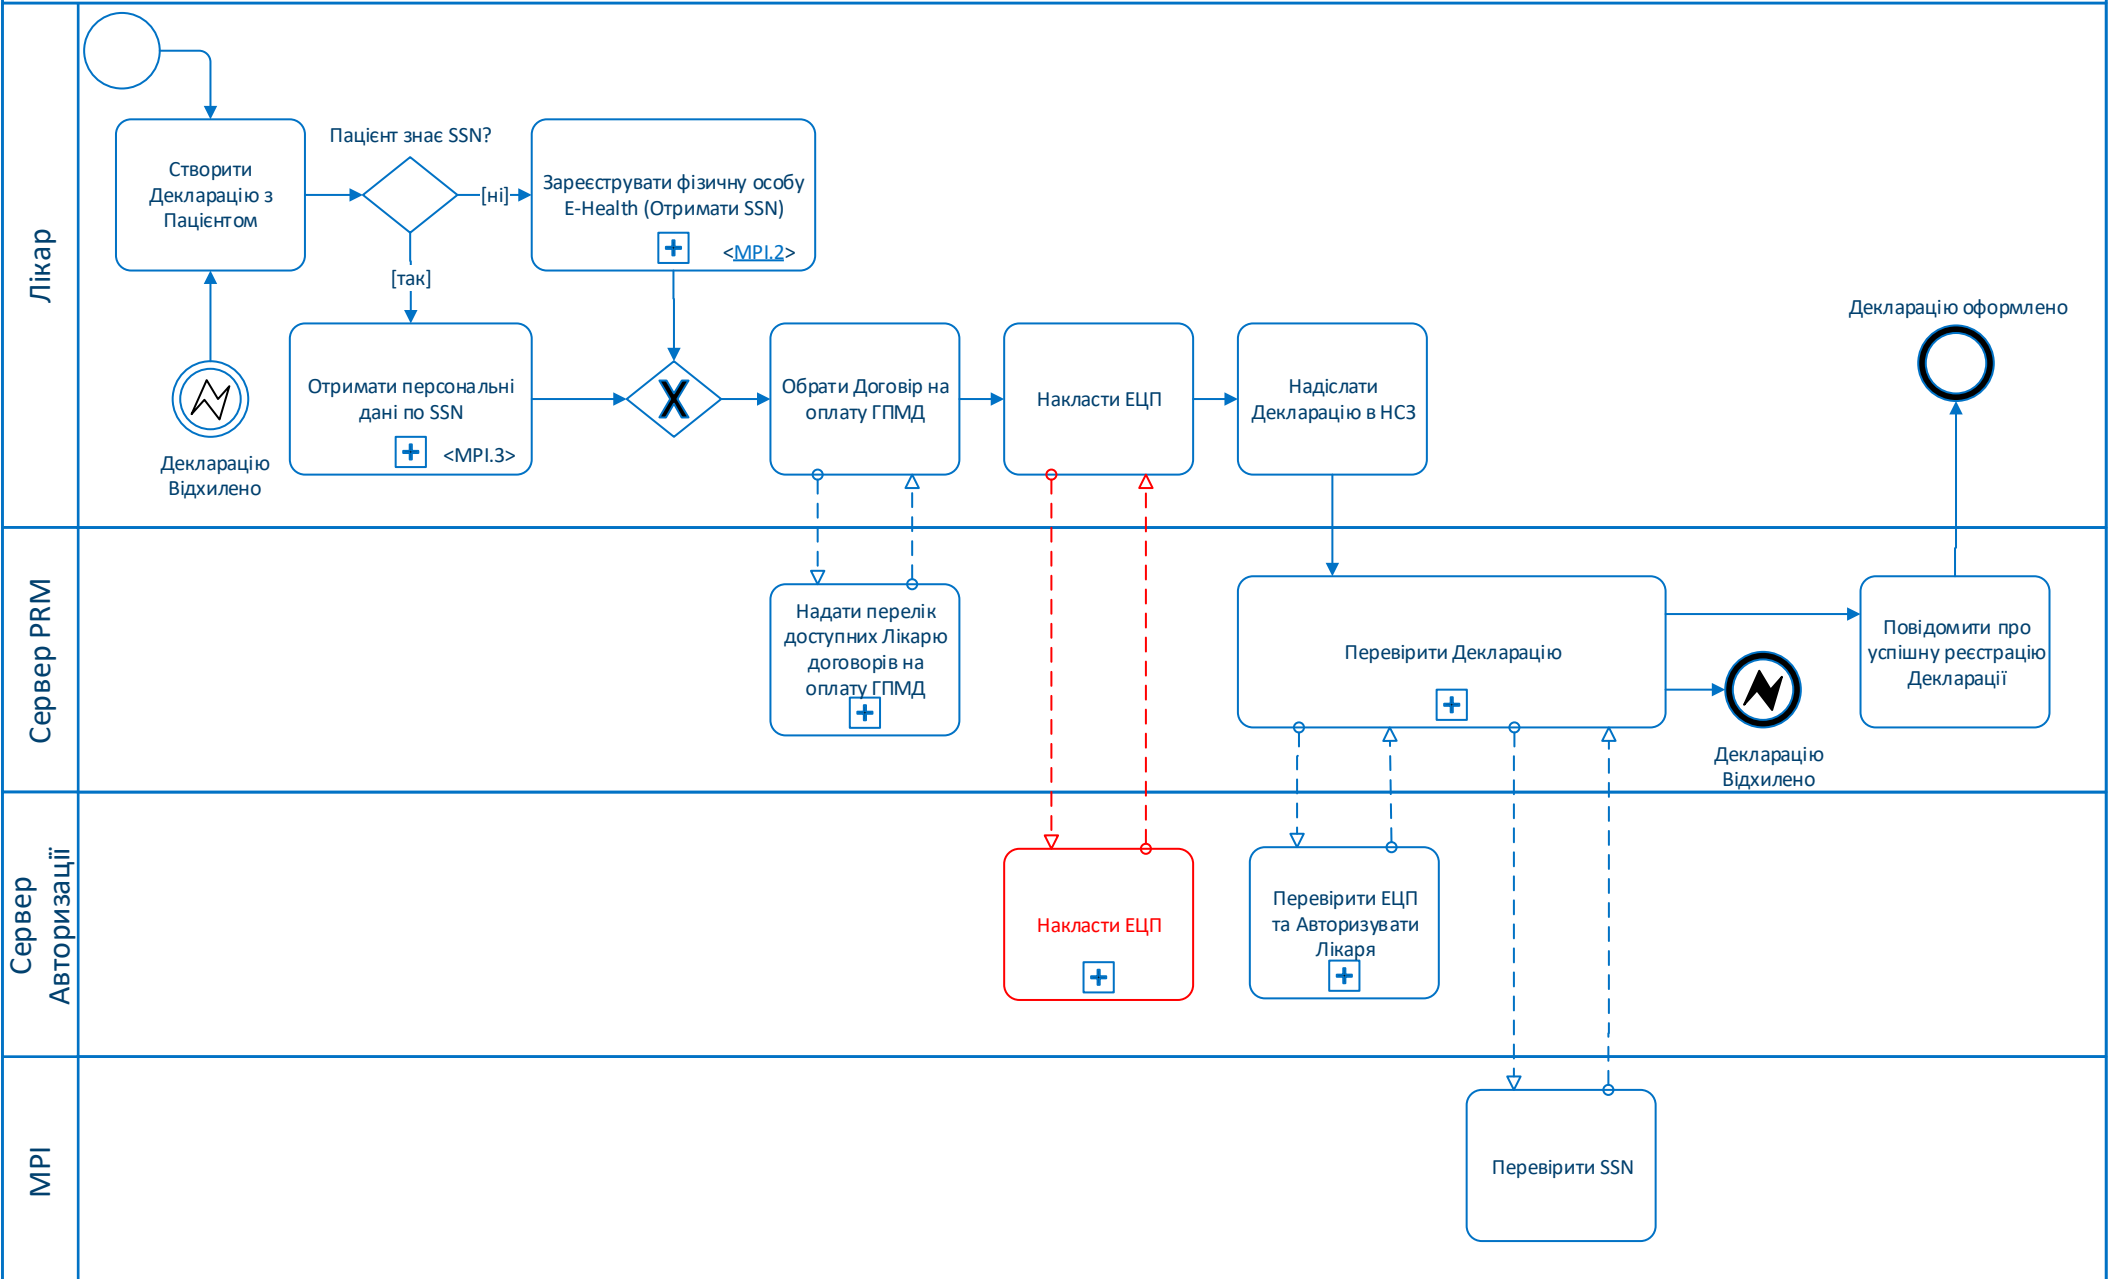 Лікар
Створити
Декларацію з
Пацієнтом
Пацієнт знає SSN?
[ні]
[так]
Зареєструвати фізичну особу
E-Health (Отримати SSN)
<MPI.2>
Декларацію
Відхилено
Отримати персональні
дані по SSN
<MPI.3>
X
Обрати Договір на
оплату ГПМД
Накласти ЕЦП
Надіслати
Декларацію в НСЗ
Декларацію оформлено
Сервер PRM
Надати перелік
доступних Лікарю
договорів на
оплату ГПМД
Перевірити Декларацію
Декларацію
Відхилено
Повідомити про
успішну реєстрацію
Декларації
Сервер
Авторизації
Накласти ЕЦП
Перевірити ЕЦП
та Авторизувати
Лікаря
MPI
Перевірити SSN